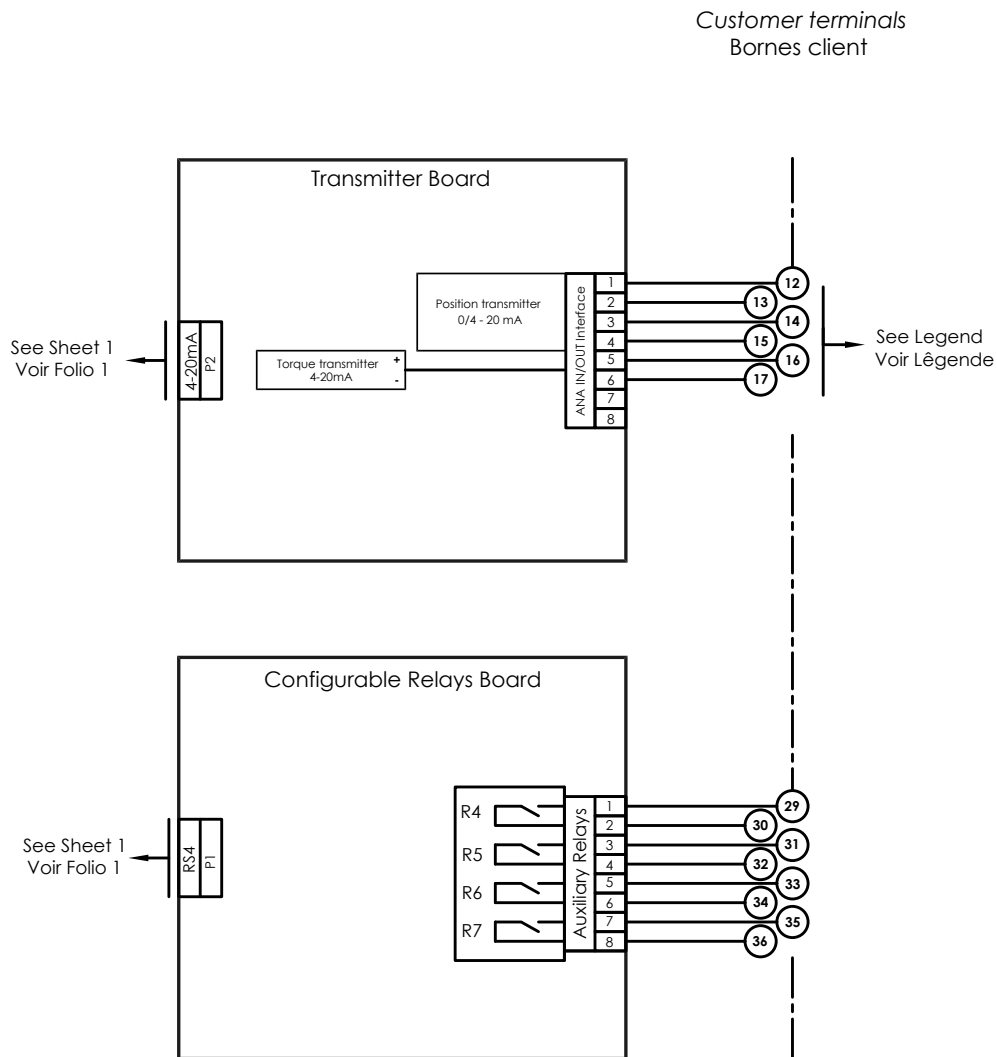 Customer terminals
Bornes client
Transmitter Board
Position transmitter
0/4 - 20 mA
Torque transmitter
4-20mA
+
-
ANA IN/OUT Interface
1
2
3
4
5
6
7
8
12
13
14
15
16
17
See Sheet 1
Voir Folio 1
4-20mA
P2
See Legend
Voir Lêgende
Configurable Relays Board
R4
R5
R6
R7
Auxiliary Relays
1
2
3
4
5
6
7
8
29
30
31
32
33
34
35
36
See Sheet 1
Voir Folio 1
RS4
P1